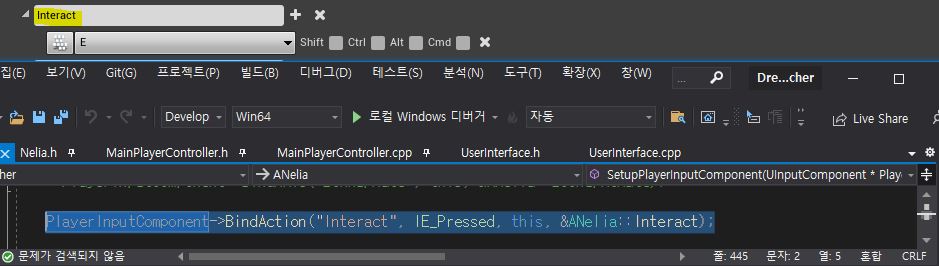 Interact
E Shift Ctrl Alt Cmd
집(E) 보기(V) Git(G) 프로젝트(P) 빌드(B) 디버그(D) 테스트(S) 분석(N) 도구(T) 확장(X) 창(W) ... Dre...cher
Develop Win64 로컬 Windows 디버거 자동 Live Share
Nelia.h MainPlayerController.h MainPlayerController.cpp UserInterface.h UserInterface.cpp
her ANelia SetupPlayerInputComponent(UInputComponent * Playe
PlayerInputComponent->BindAction("Interact", IE_Pressed, this, &ANelia::Interact);
문제가 검색되지 않음 줄: 445 문자: 2 열: 5 혼합 CRLF